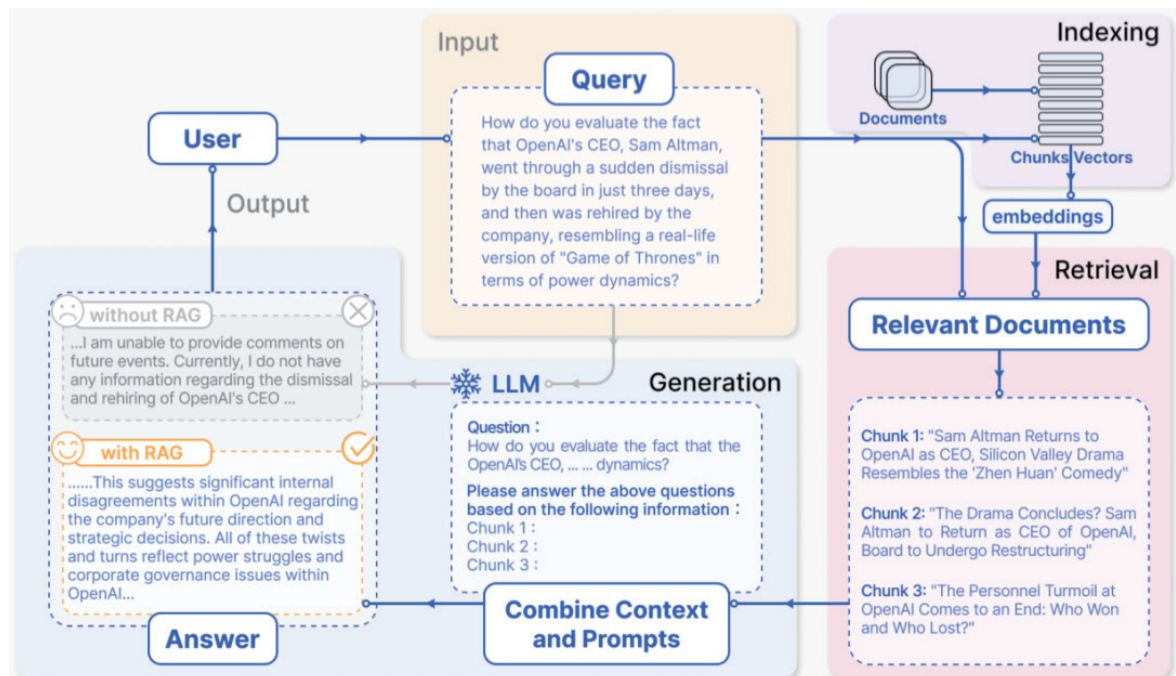 Input
Query
How do you evaluate the fact
that OpenAI's CEO, Sam Altman,
went through a sudden dismissal
by the board in just three days,
and then was rehired by the
company, resembling a real-life
version of "Game of Thrones" in
terms of power dynamics?
Indexing
Documents
Chunks Vectors
embeddings
User
Output
Retrieval
Relevant Documents
Chunk 1: "Sam Altman Returns to
OpenAI as CEO, Silicon Valley Drama
Resembles the 'Zhen Huan' Comedy"
Chunk 2: "The Drama Concludes? Sam
Altman to Return as CEO of OpenAI,
Board to Undergo Restructuring"
Chunk 3: "The Personnel Turmoil at
OpenAI Comes to an End: Who Won
and Who Lost?"
LLM
Generation
Question :
How do you evaluate the fact that the
OpenAI's CEO, ... ... dynamics?
Please answer the above questions
based on the following information :
Chunk 1 :
Chunk 2 :
Chunk 3 :
Combine Context
and Prompts
without RAG
...I am unable to provide comments on
future events. Currently, I do not have
any information regarding the dismissal
and rehiring of OpenAI's CEO ...
with RAG
......This suggests significant internal
disagreements within OpenAI regarding
the company's future direction and
strategic decisions. All of these twists
and turns reflect power struggles and
corporate governance issues within
OpenAI...
Answer